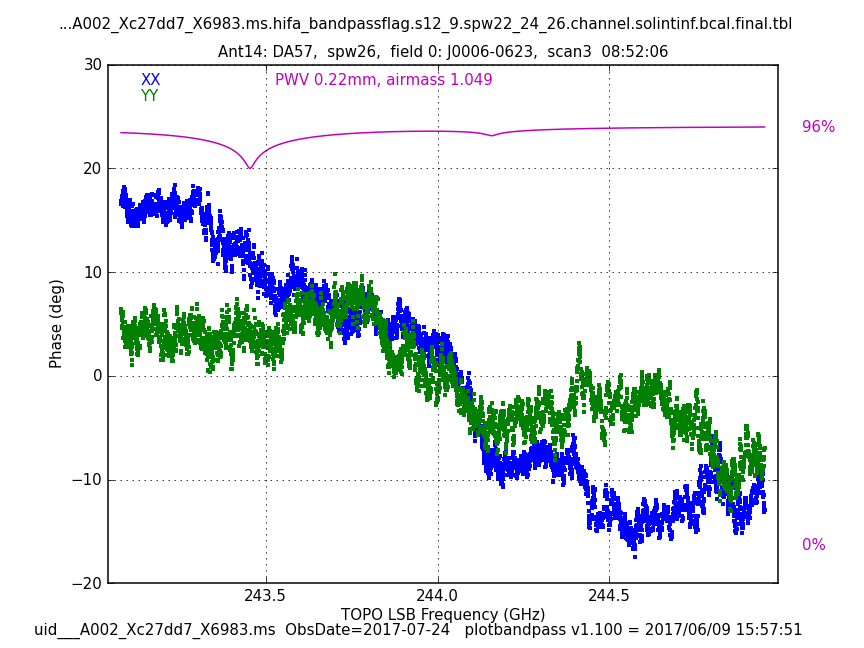 ...A002_Xc27dd7_X6983.ms.hifa_bandpassflag.s12_9.spw22_24_26.channel.solintinf.bcal.final.tbl
Ant14: DA57,  spw26,  field 0: J0006-0623,  scan3  08:52:06
XX
YY
PWV 0.22mm, airmass 1.049
96%
0%
30
20
10
0
−10
−20
Phase (deg)
243.5
244.0
244.5
TOPO LSB Frequency (GHz)
uid___A002_Xc27dd7_X6983.ms  ObsDate=2017-07-24   plotbandpass v1.100 = 2017/06/09 15:57:51